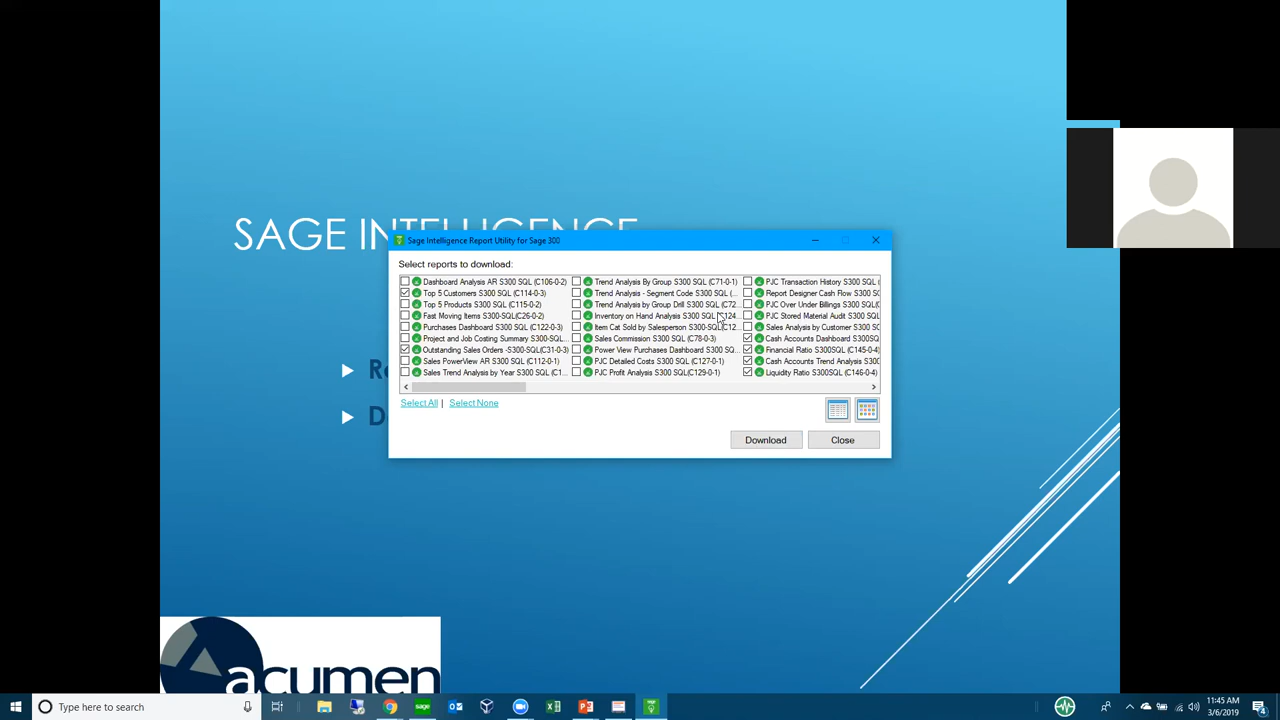 SAGE INTELLIGENCE
Sage Intelligence Report Utility for Sage 300
Select reports to download:
Dashboard Analysis AR S300 SQL (C106-0-2)
Top 5 Customers S300 SQL (C114-0-3)
Top 5 Products S300 SQL (C115-0-2)
Fast Moving Items S300-SQL(C26-0-2)
Purchases Dashboard S300 SQL (C122-0-3)
Project and Job Costing Summary S300-SQL...
Outstanding Sales Orders -S300-SQL(C31-0-3)
Sales PowerView AR S300 SQL (C112-0-1)
Sales Trend Analysis by Year S300 SQL (C1...
Trend Analysis By Group S300 SQL (C71-0-1)
Trend Analysis - Segment Code S300 SQL (...
Trend Analysis by Group Drill S300 SQL (C72...
Inventory on Hand Analysis S300 SQL (C124...
Item Cat Sold by Salesperson S300-SQL(C12...
Sales Commission S300 SQL (C78-0-3)
Power View Purchases Dashboard S300 SQ...
PJC Detailed Costs S300 SQL (C127-0-1)
PJC Profit Analysis S300 SQL(C129-0-1)
PJC Transaction History S300 SQL (
Report Designer Cash Flow S300 SQ
PJC Over Under Billings S300 SQL (
PJC Stored Material Audit S300 SQL
Sales Analysis by Customer S300 SQ
Cash Accounts Dashboard S300SQ
Financial Ratio S300SQL (C145-0-4)
Cash Accounts Trend Analysis S300
Liquidity Ratio S300SQL (C146-0-4)
Select All | Select None
Download
Close
R
D
acumen
Type here to search
11:45 AM
3/6/2019